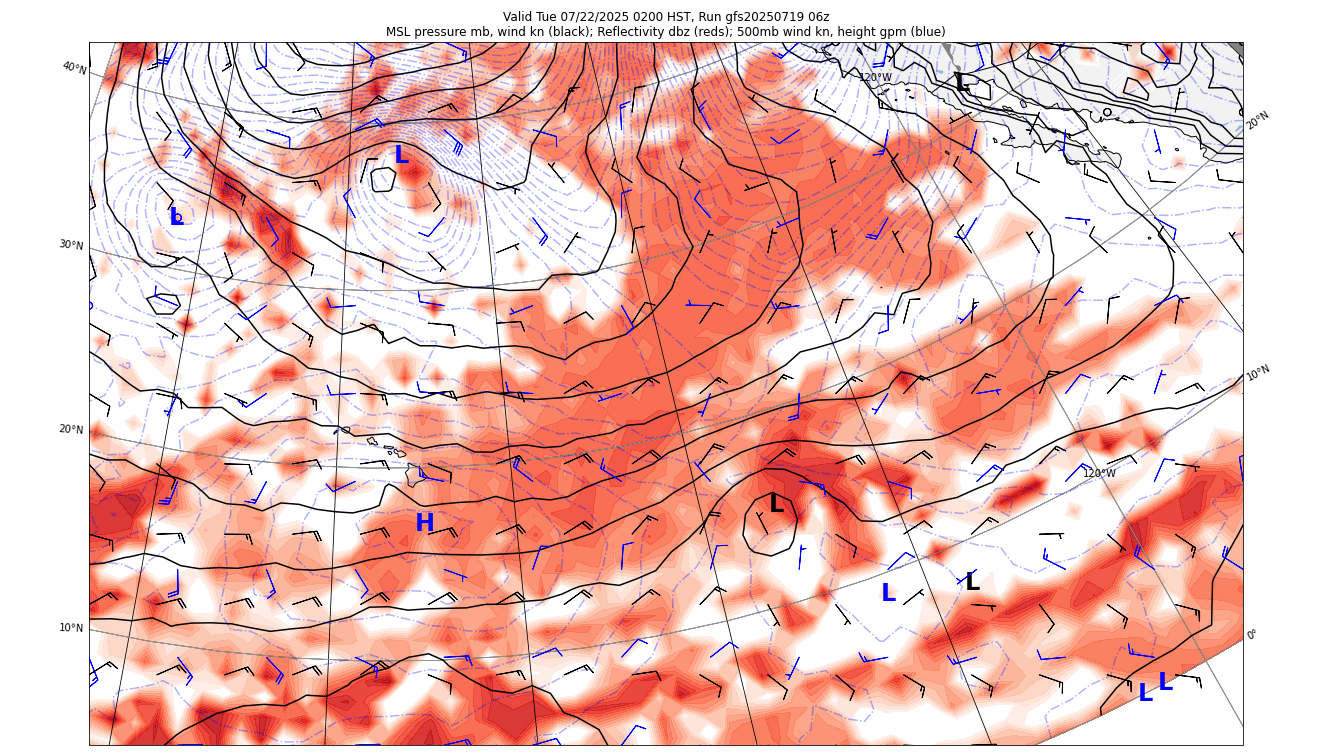 Valid Tue 07/22/2025 0200 HST, Run gfs20250719 06z
MSL pressure mb, wind kn (black); Reflectivity dbz (reds); 500mb wind kn, height gpm (blue)
40°N
120°W
L
20°N
L
L
30°N
10°N
20°N
120°W
L
H
L
L
10°N
0°
L
L